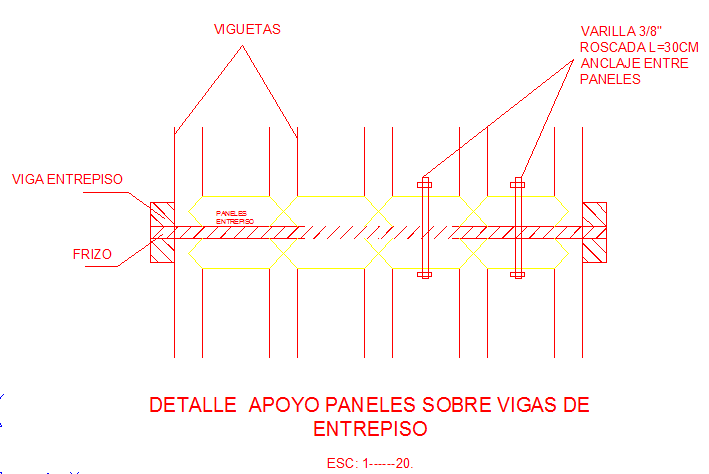 VIGUETAS
VARILLA 3/8"
ROSCADA L=30CM
ANCLAJE ENTRE
PANELES
VIGA ENTREPISO
PANELES
ENTREPISO
FRIZO
DETALLE  APOYO PANELES SOBRE VIGAS DE
ENTREPISO
ESC: 1------20.